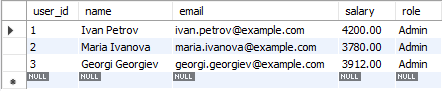 user_id name email salary role
1 Ivan Petrov ivan.petrov@example.com 4200.00 Admin
2 Maria Ivanova maria.ivanova@example.com 3780.00 Admin
3 Georgi Georgiev georgi.georgiev@example.com 3912.00 Admin
NULL NULL NULL NULL NULL